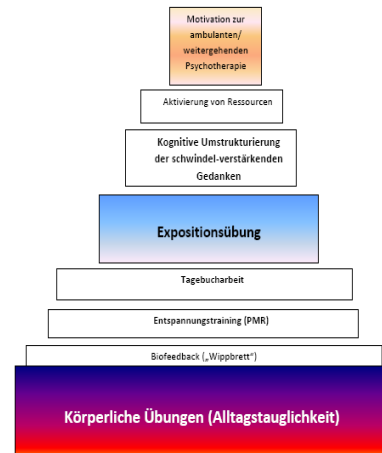 Motivation zur
ambulanten/
weitergehenden
Psychotherapie
Aktivierung von Ressourcen
Kognitive Umstrukturierung
der schwindel-verstärkenden
Gedanken
Expositionsübung
Tagebucharbeit
Entspannungstraining (PMR)
Biofeedback („Wippbrett“)
Körperliche Übungen (Alltagstauglichkeit)